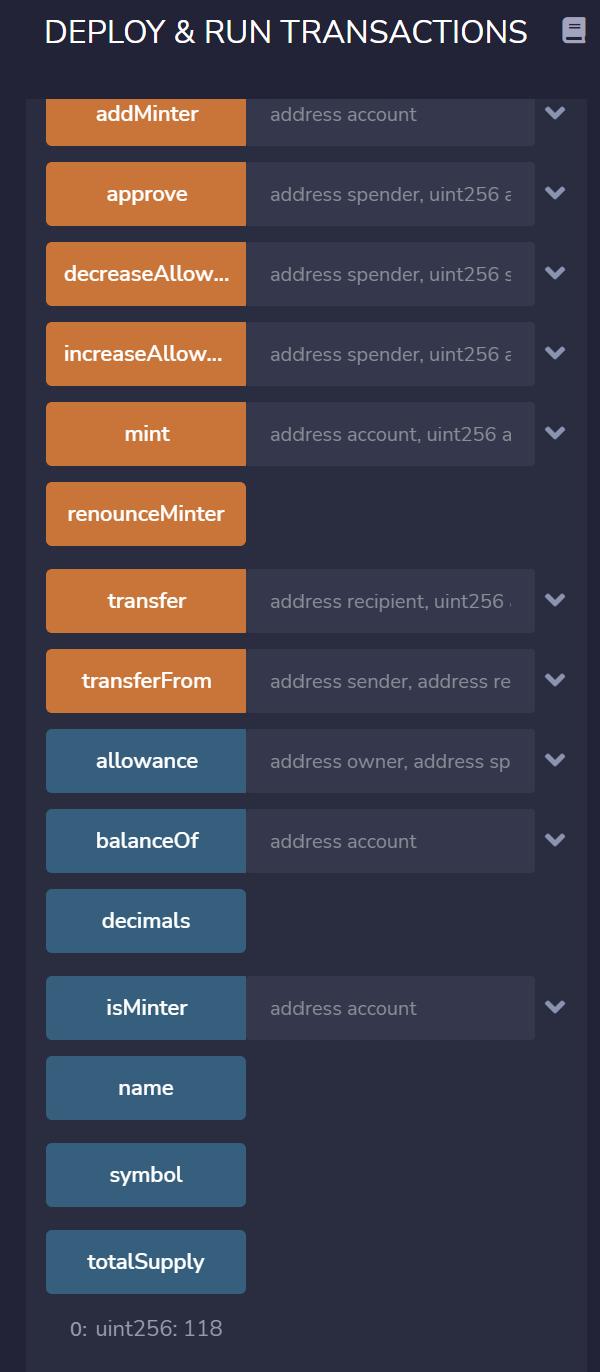 DEPLOY & RUN TRANSACTIONS
addMinter address account
approve address spender, uint256 a
decreaseAllow... address spender, uint256 s
increaseAllow... address spender, uint256 a
mint address account, uint256 a
renounceMinter
transfer address recipient, uint256
transferFrom address sender, address re
allowance address owner, address sp
balanceOf address account
decimals
isMinter address account
name
symbol
totalSupply
0: uint256: 118